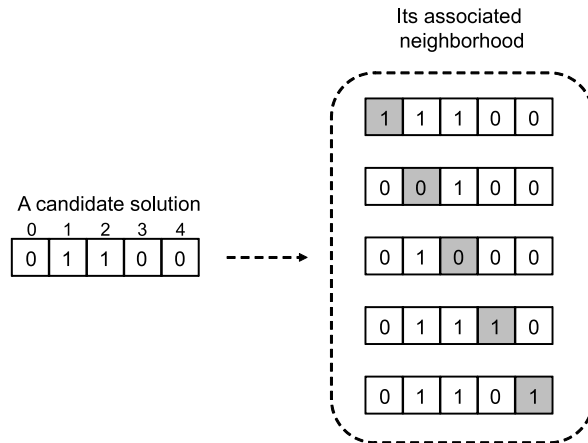 Its associated
neighborhood
1 1 1 0 0
0 0 1 0 0
A candidate solution
0 1 2 3 4
0 1 1 0 0
0 1 0 0 0
0 1 1 1 0
0 1 1 0 1